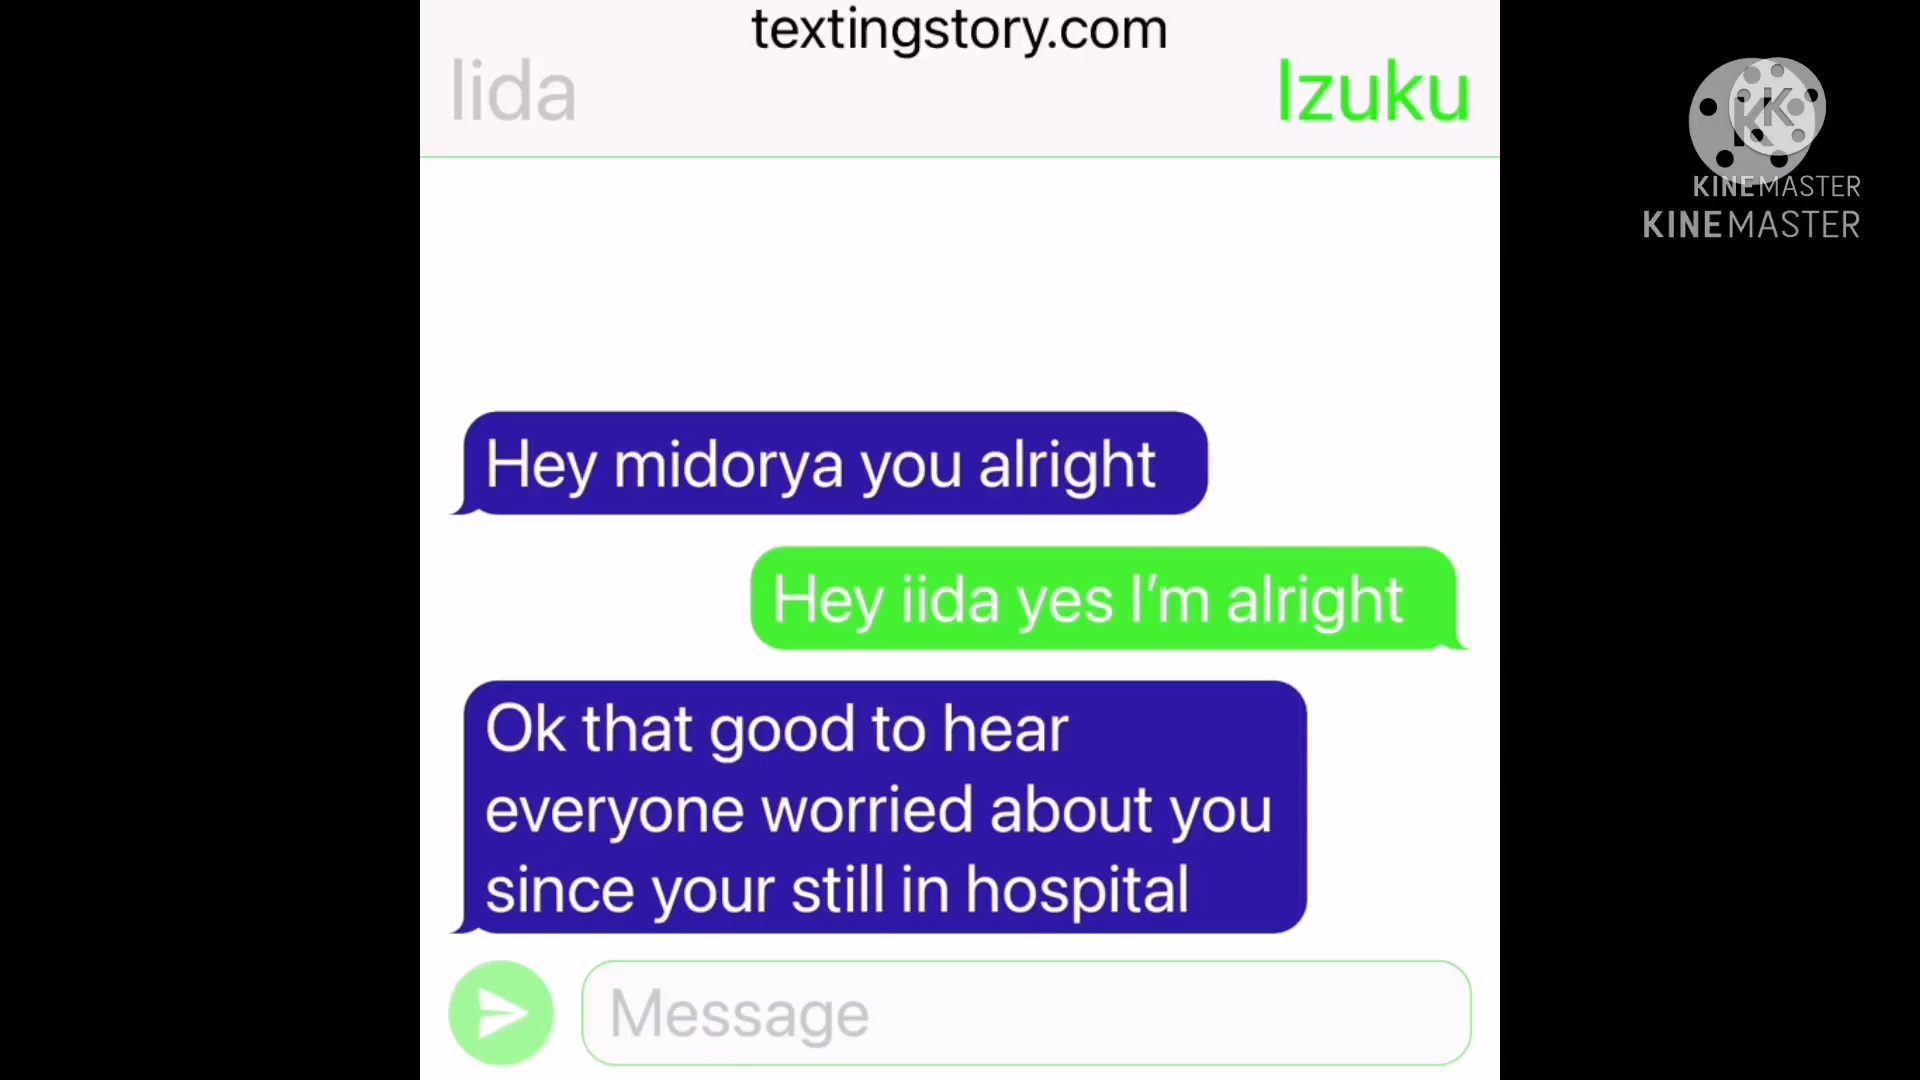 textingstory.com
Iida
Izuku
KINEMASTER
KINEMASTER
Hey midorya you alright
Hey iida yes I’m alright
Ok that good to hear
everyone worried about you
since your still in hospital
Message